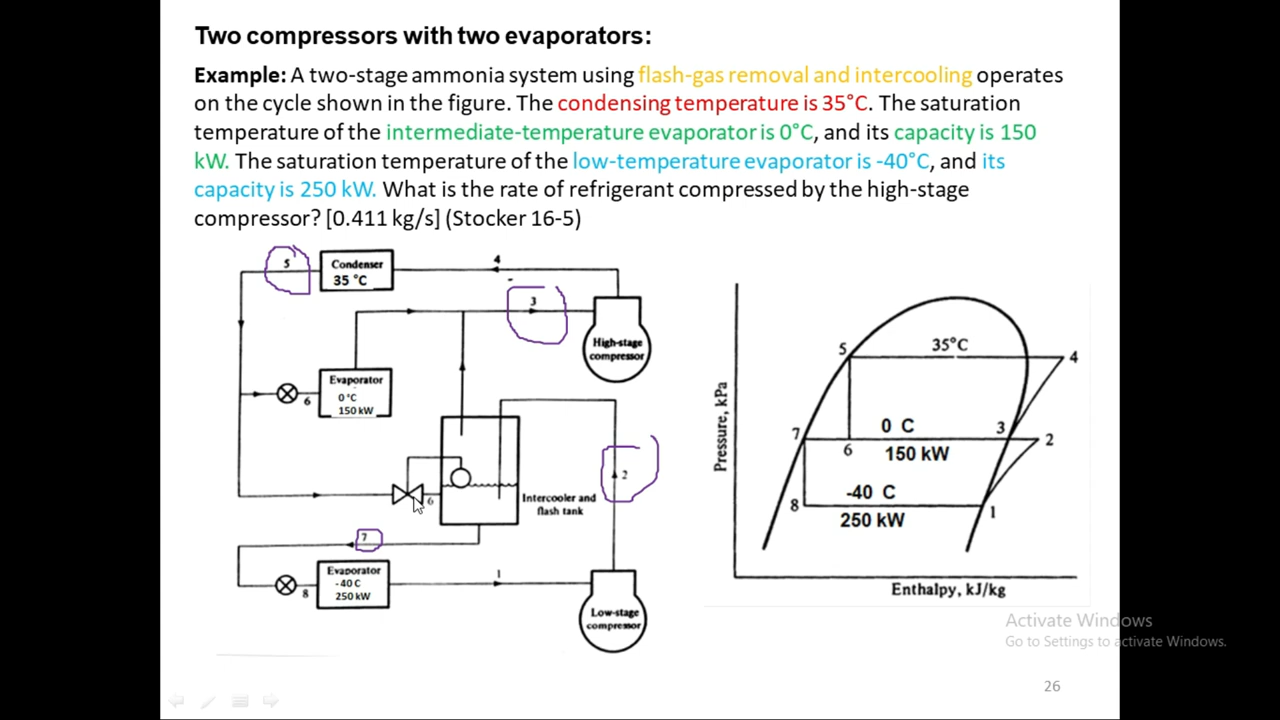 Two compressors with two evaporators:
Example: A two-stage ammonia system using flash-gas removal and intercooling operates
on the cycle shown in the figure. The condensing temperature is 35°C. The saturation
temperature of the intermediate-temperature evaporator is 0°C, and its capacity is 150
kW. The saturation temperature of the low-temperature evaporator is -40°C, and its
capacity is 250 kW. What is the rate of refrigerant compressed by the high-stage
compressor? [0.411 kg/s] (Stocker 16-5)
5
Condenser
35 °C
4
3
High-stage
compressor
Evaporator
0°C
150 kW
6
2
6
Intercooler and
flash tank
7
Evaporator
-40 C
250 kW
8
1
Low-stage
compressor
Pressure, kPa
5
35°C
4
7
0 C
3
2
6
150 kW
8
-40 C
1
250 kW
Enthalpy, kJ/kg
Activate Windows
Go to Settings to activate Windows.
26